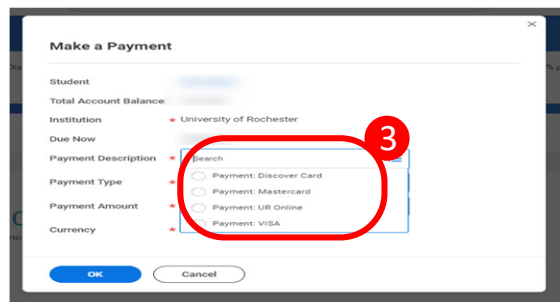 Make a Payment
Student
Total Account Balance
Institution * University of Rochester
Due Now
Payment Description * Search
Payment: Discover Card
Payment Type *
Payment: Mastercard
Payment Amount *
Payment: UR Online
Payment: VISA
Currency *
OK Cancel
3